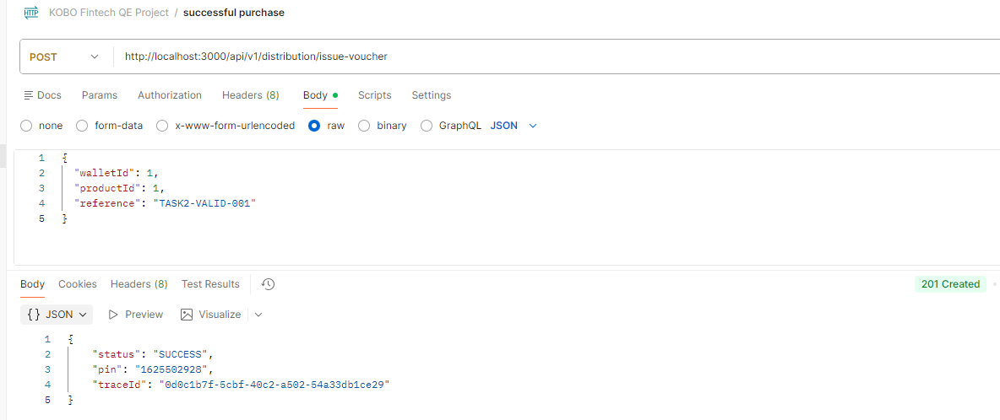 HTTP KOBO Fintech QE Project / successful purchase
POST http://localhost:3000/api/v1/distribution/issue-voucher
Docs Params Authorization Headers (8) Body Scripts Settings
none form-data x-www-form-urlencoded raw binary GraphQL JSON
1 {
2 "walletId": 1,
3 "productId": 1,
4 "reference": "TASK2-VALID-001"
5 }
Body Cookies Headers (8) Test Results 201 Created
{} JSON Preview Visualize
1 {
2 "status": "SUCCESS",
3 "pin": "1625502928",
4 "traceId": "0d0c1b7f-5cbf-40c2-a502-54a33db1ce29"
5 }